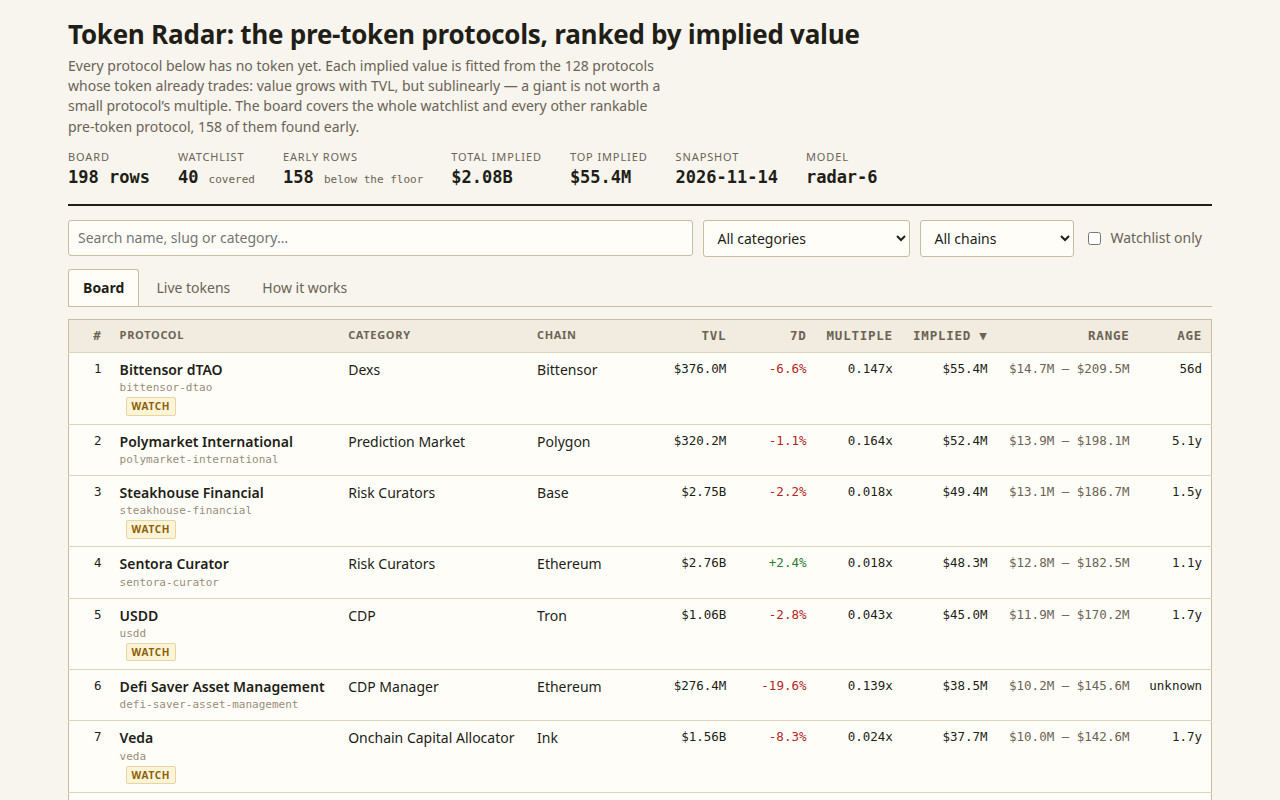 Token Radar: the pre-token protocols, ranked by implied value
Every protocol below has no token yet. Each implied value is fitted from the 128 protocols
whose token already trades: value grows with TVL, but sublinearly — a giant is not worth a
small protocol’s multiple. The board covers the whole watchlist and every other rankable
pre-token protocol, 158 of them found early.
BOARD WATCHLIST EARLY ROWS TOTAL IMPLIED TOP IMPLIED SNAPSHOT MODEL
198 rows 40 covered 158 below the floor $2.08B $55.4M 2026-11-14 radar-6
Search name, slug or category… All categories All chains Watchlist only
Board Live tokens How it works
# PROTOCOL CATEGORY CHAIN TVL 7D MULTIPLE IMPLIED ▼ RANGE AGE
1 Bittensor dTAO Dexs Bittensor $376.0M -6.6% 0.147x $55.4M $14.7M – $209.5M 56d
bittensor-dtao
WATCH
2 Polymarket International Prediction Market Polygon $320.2M -1.1% 0.164x $52.4M $13.9M – $198.1M 5.1y
polymarket-international
3 Steakhouse Financial Risk Curators Base $2.75B -2.2% 0.018x $49.4M $13.1M – $186.7M 1.5y
steakhouse-financial
WATCH
4 Sentora Curator Risk Curators Ethereum $2.76B +2.4% 0.018x $48.3M $12.8M – $182.5M 1.1y
sentora-curator
5 USDD CDP Tron $1.06B -2.8% 0.043x $45.0M $11.9M – $170.2M 1.7y
usdd
WATCH
6 Defi Saver Asset Management CDP Manager Ethereum $276.4M -19.6% 0.139x $38.5M $10.2M – $145.6M unknown
defi-saver-asset-management
7 Veda Onchain Capital Allocator Ink $1.56B -8.3% 0.024x $37.7M $10.0M – $142.6M 1.7y
veda
WATCH